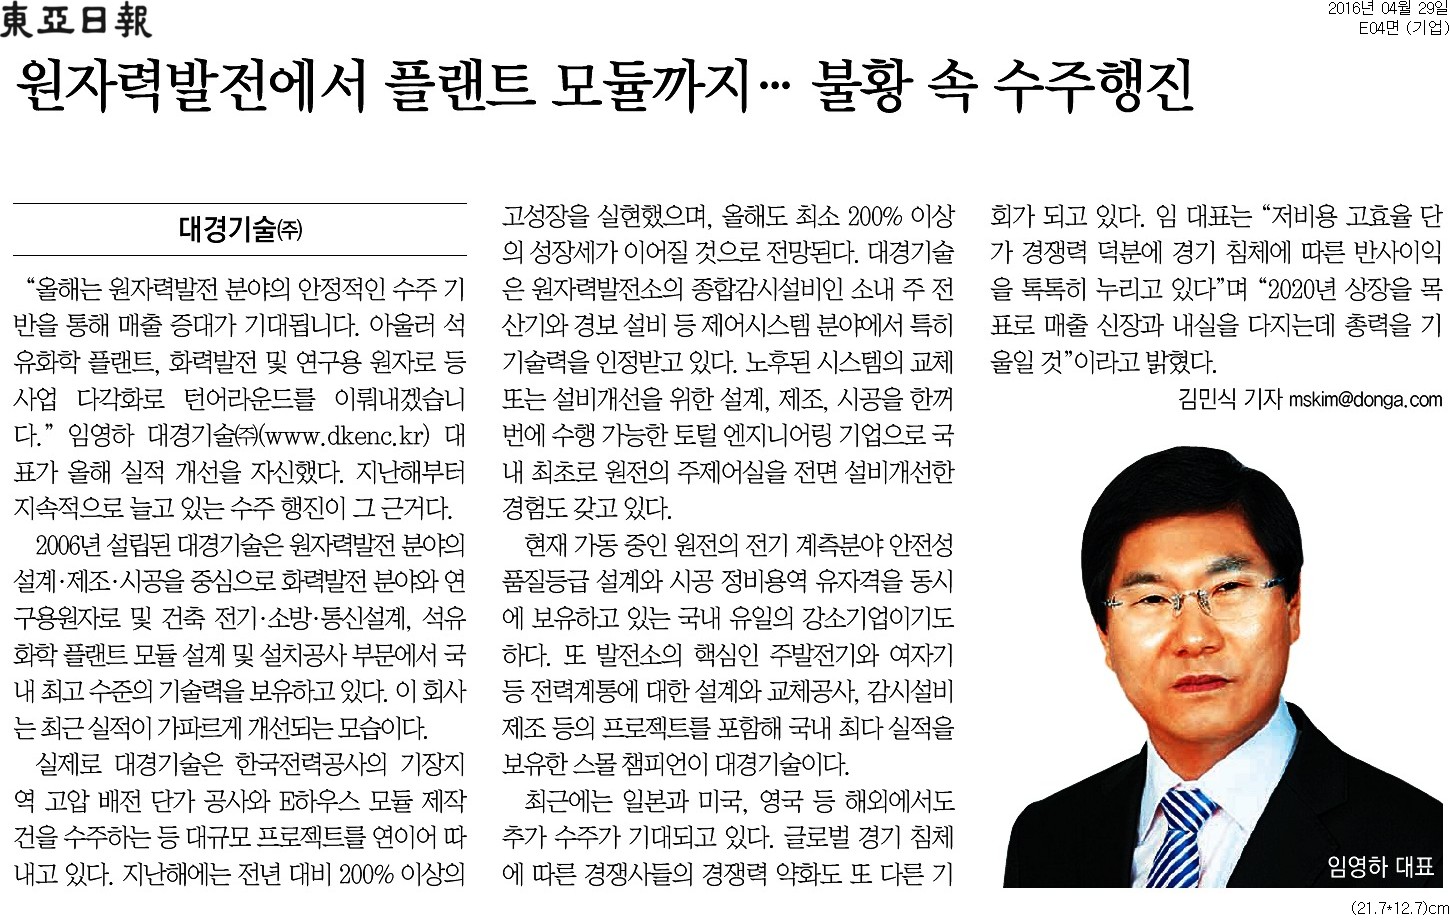 東亞日報
2016년 04월 29일
E04면 (기업)
원자력발전에서 플랜트 모듈까지… 불황 속 수주행진
대경기술㈜
“올해는 원자력발전 분야의 안정적인 수주 기
반을 통해 매출 증대가 기대됩니다. 아울러 석
유화학 플랜트, 화력발전 및 연구용 원자로 등
사업 다각화로 턴어라운드를 이뤄내겠습니
다.” 임영하 대경기술㈜(www.dkenc.kr) 대
표가 올해 실적 개선을 자신했다. 지난해부터
지속적으로 늘고 있는 수주 행진이 그 근거다.
2006년 설립된 대경기술은 원자력발전 분야의
설계·제조·시공을 중심으로 화력발전 분야와 연
구용원자로 및 건축 전기·소방·통신설계, 석유
화학 플랜트 모듈 설계 및 설치공사 부문에서 국
내 최고 수준의 기술력을 보유하고 있다. 이 회사
는 최근 실적이 가파르게 개선되는 모습이다.
실제로 대경기술은 한국전력공사의 기장지
역 고압 배전 단가 공사와 E하우스 모듈 제작
건을 수주하는 등 대규모 프로젝트를 연이어 따
내고 있다. 지난해에는 전년 대비 200% 이상의
고성장을 실현했으며, 올해도 최소 200% 이상
의 성장세가 이어질 것으로 전망된다. 대경기술
은 원자력발전소의 종합감시설비인 소내 주 전
산기와 경보 설비 등 제어시스템 분야에서 특히
기술력을 인정받고 있다. 노후된 시스템의 교체
또는 설비개선을 위한 설계, 제조, 시공을 한꺼
번에 수행 가능한 토털 엔지니어링 기업으로 국
내 최초로 원전의 주제어실을 전면 설비개선한
경험도 갖고 있다.
현재 가동 중인 원전의 전기 계측분야 안전성
품질등급 설계와 시공 정비용역 유자격을 동시
에 보유하고 있는 국내 유일의 강소기업이기도
하다. 또 발전소의 핵심인 주발전기와 여자기
등 전력계통에 대한 설계와 교체공사, 감시설비
제조 등의 프로젝트를 포함해 국내 최다 실적을
보유한 스몰 챔피언이 대경기술이다.
최근에는 일본과 미국, 영국 등 해외에서도
추가 수주가 기대되고 있다. 글로벌 경기 침체
에 따른 경쟁사들의 경쟁력 약화도 또 다른 기
회가 되고 있다. 임 대표는 “저비용 고효율 단
가 경쟁력 덕분에 경기 침체에 따른 반사이익
을 톡톡히 누리고 있다”며 “2020년 상장을 목
표로 매출 신장과 내실을 다지는데 총력을 기
울일 것”이라고 밝혔다.
김민식 기자 mskim@donga.com
임영하 대표
(21.7*12.7)cm